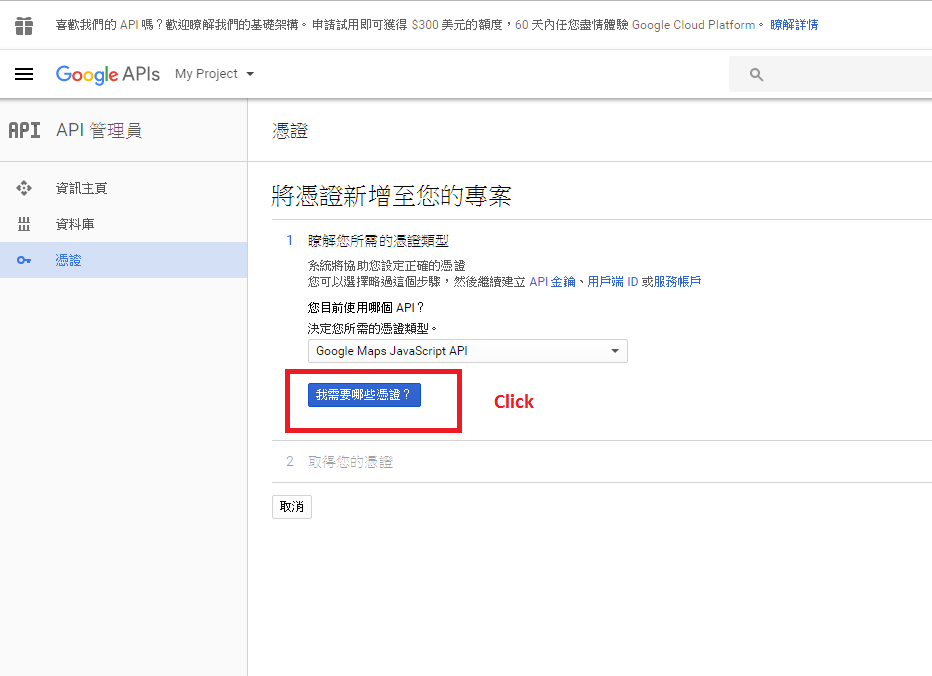 喜歡我們的 API 嗎？歡迎瞭解我們的基礎架構。申請試用即可獲得 $300 美元的額度，60 天內任您盡情體驗 Google Cloud Platform。 瞭解詳情
Google APIs My Project
API API 管理員
憑證
資訊主頁
資料庫
憑證
將憑證新增至您的專案
1 瞭解您所需的憑證類型
系統將協助您設定正確的憑證
您可以選擇略過這個步驟，然後繼續建立 API 金鑰、用戶端 ID 或服務帳戶
您目前使用哪個 API？
決定您所需的憑證類型。
Google Maps JavaScript API
我需要哪些憑證？
Click
2 取得您的憑證
取消